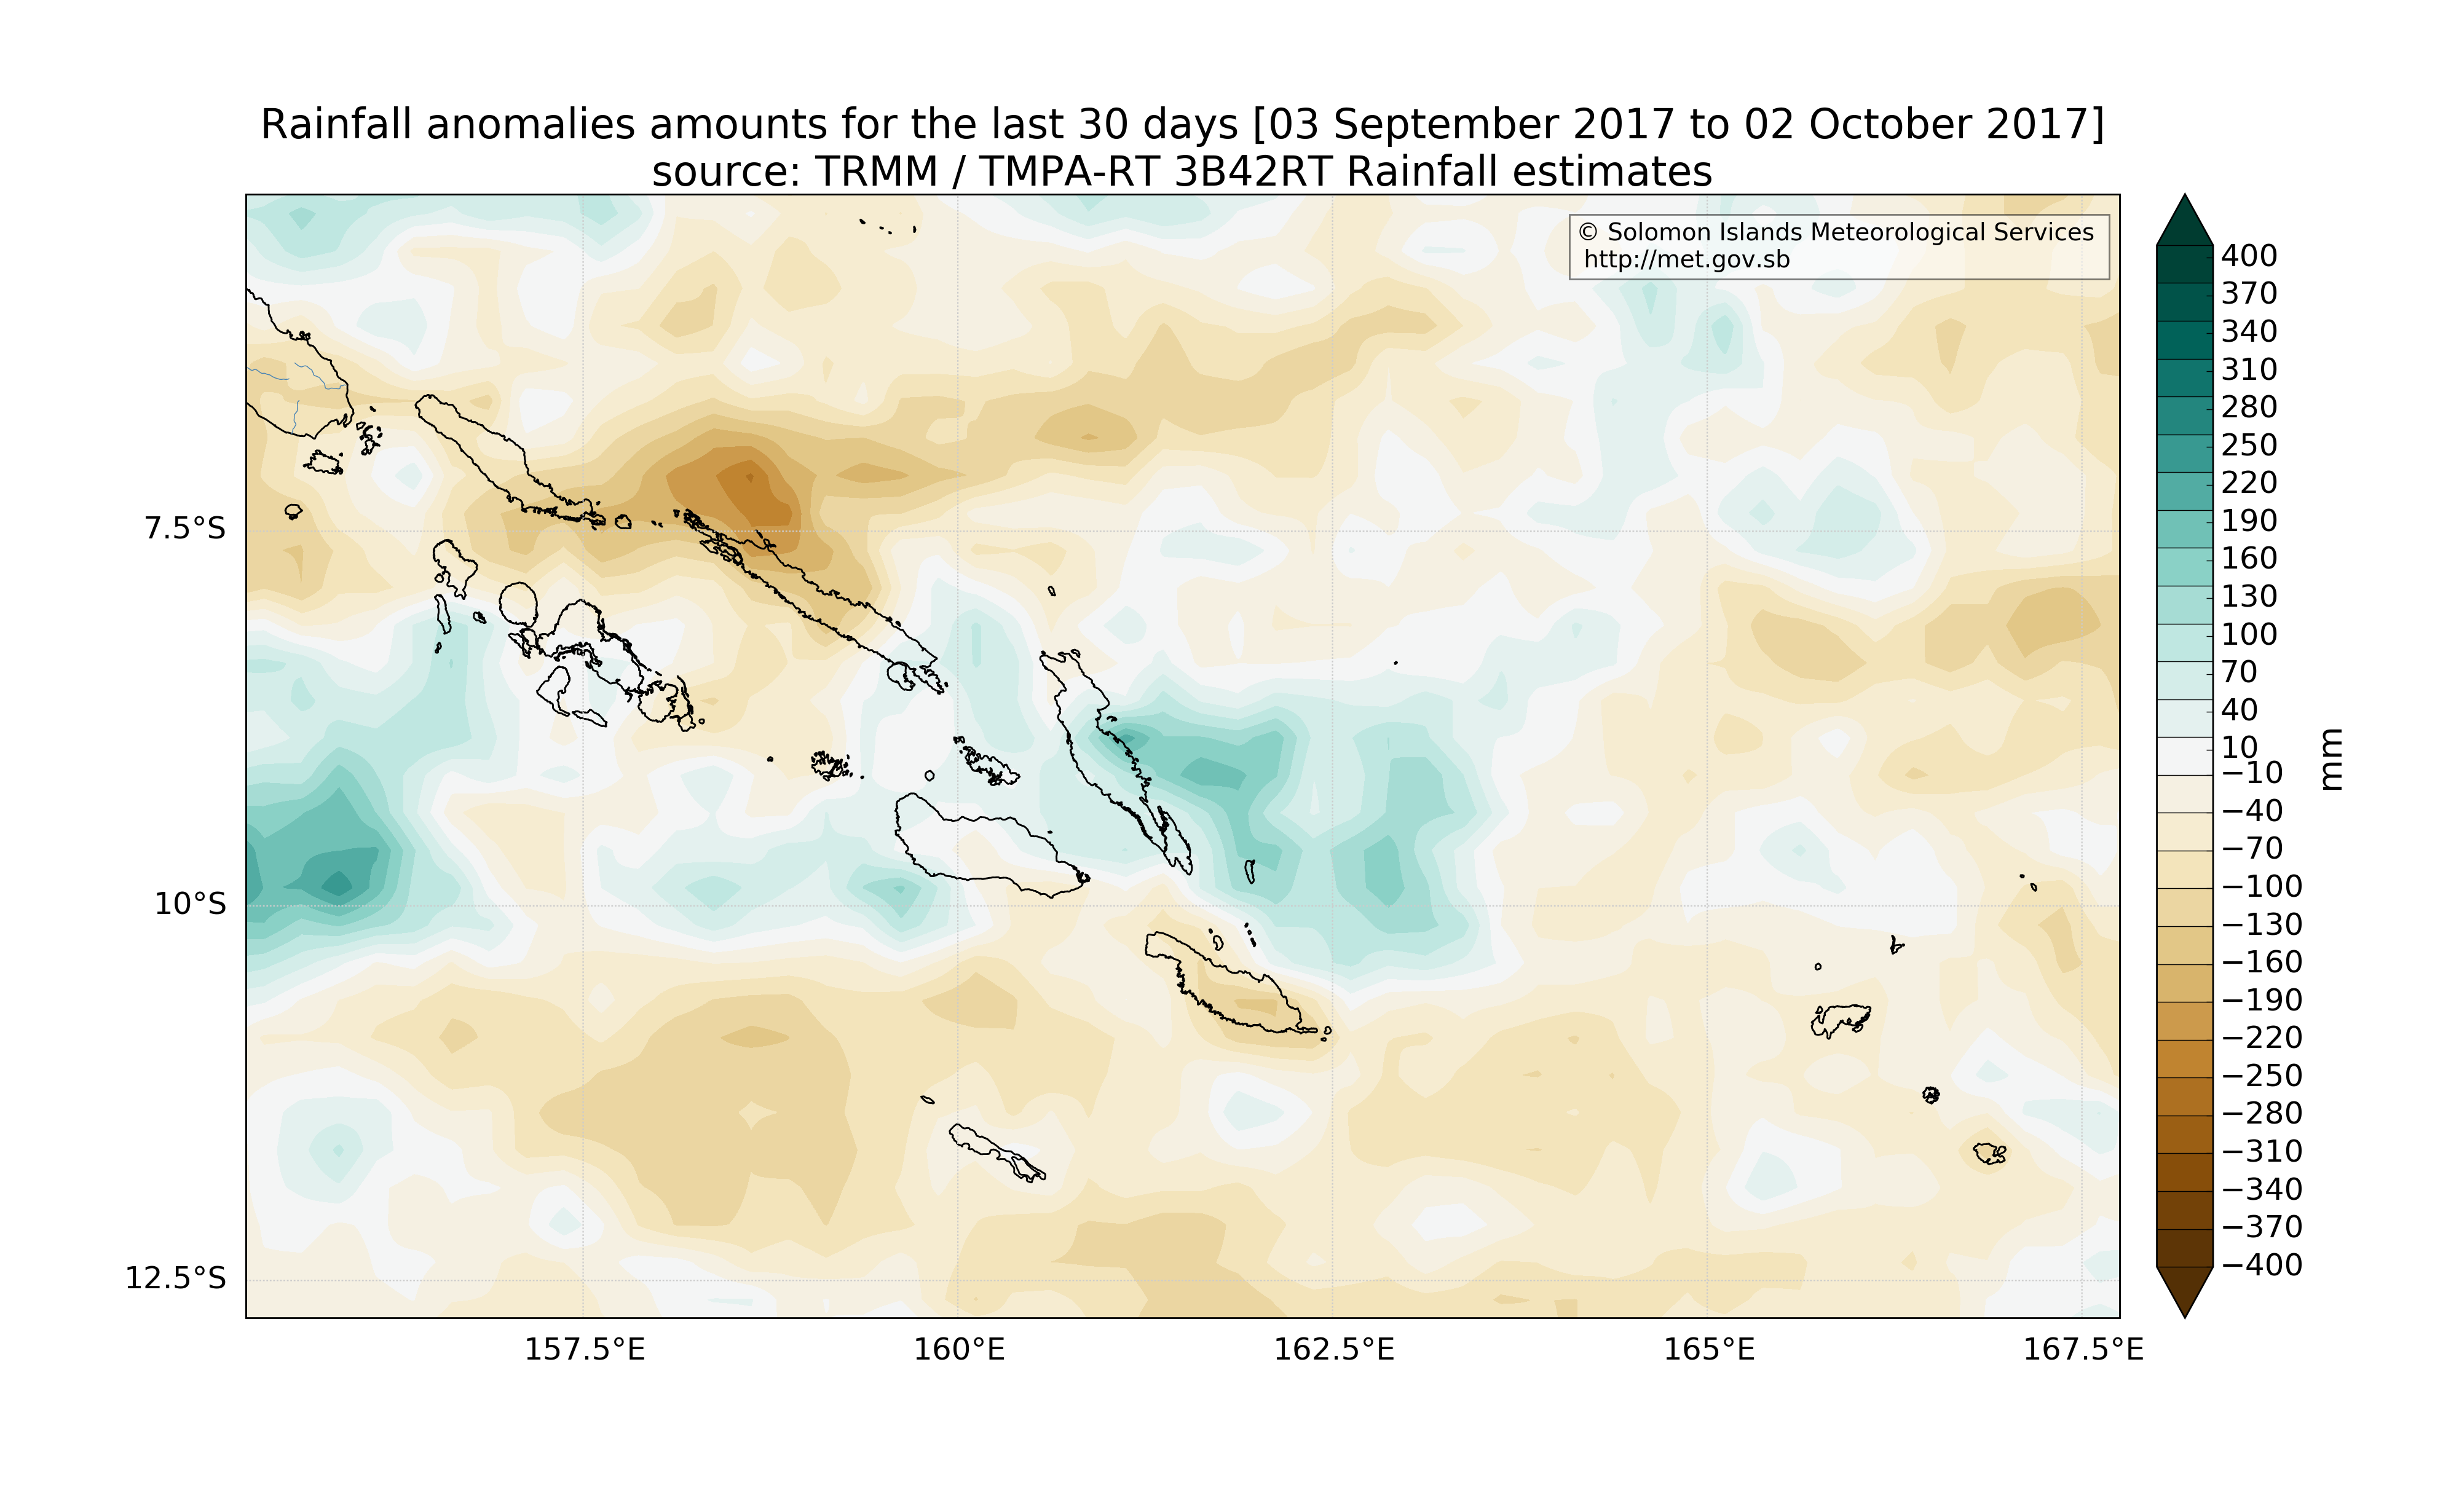 Rainfall anomalies amounts for the last 30 days [03 September 2017 to 02 October 2017]
source: TRMM / TMPA-RT 3B42RT Rainfall estimates
© Solomon Islands Meteorological Services
http://met.gov.sb
7.5°S
10°S
12.5°S
157.5°E
160°E
162.5°E
165°E
167.5°E
400
370
340
310
280
250
220
190
160
130
100
70
40
10
−10
−40
−70
−100
−130
−160
−190
−220
−250
−280
−310
−340
−370
−400
mm